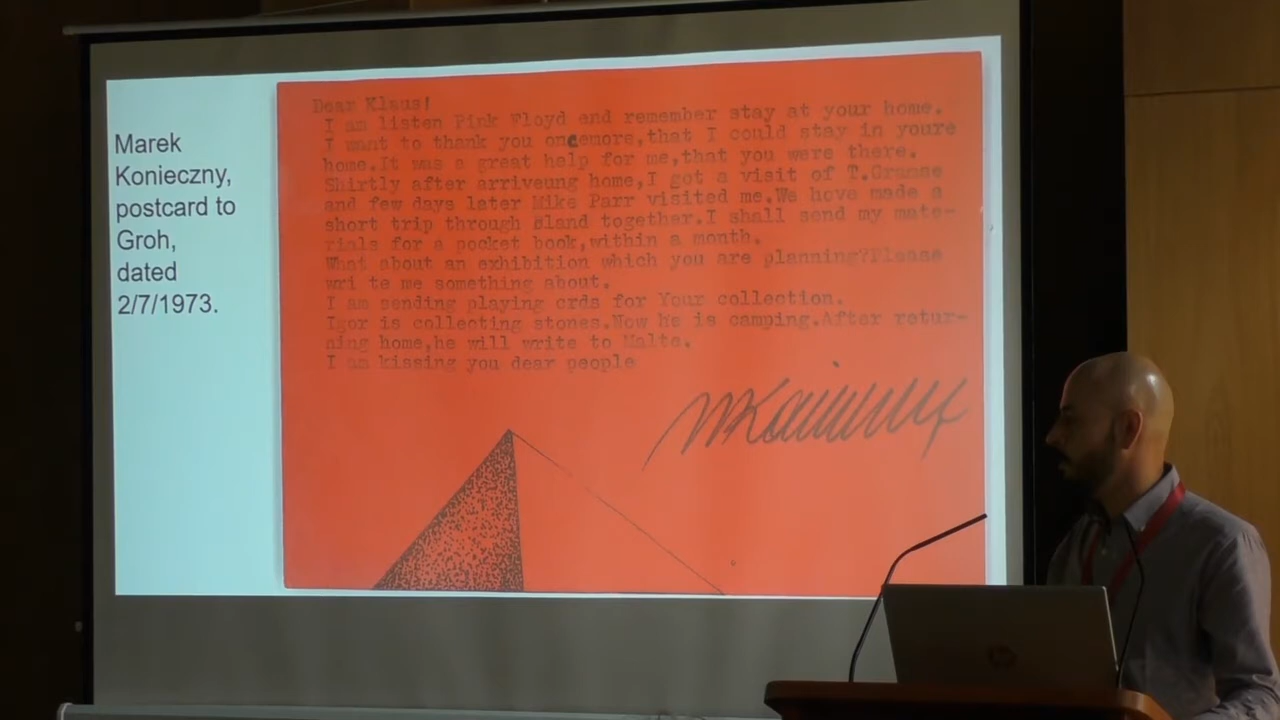 Marek
Konieczny,
postcard to
Groh,
dated
2/7/1973.
Dear Klaus!
I am listen Pink Floyd and remember stay at your home.
I want to thank you oncemore,that I could stay in youre
home.It was a great help for me,that you were there.
Shirtly after arriveung home,I got a visit of T.
and few days later Mike Parr visited me.We hove made a
short trip through together.I shall send my mate-
rials for a pocket book,within a month.
What about an exhibition which you are planning?Please
wri te me something about.
I am sending playing crds for Your collection.
Igor is collecting stones.Now he is camping.After retur-
ning home,he will write to Malte.
I am kissing you dear people
hp